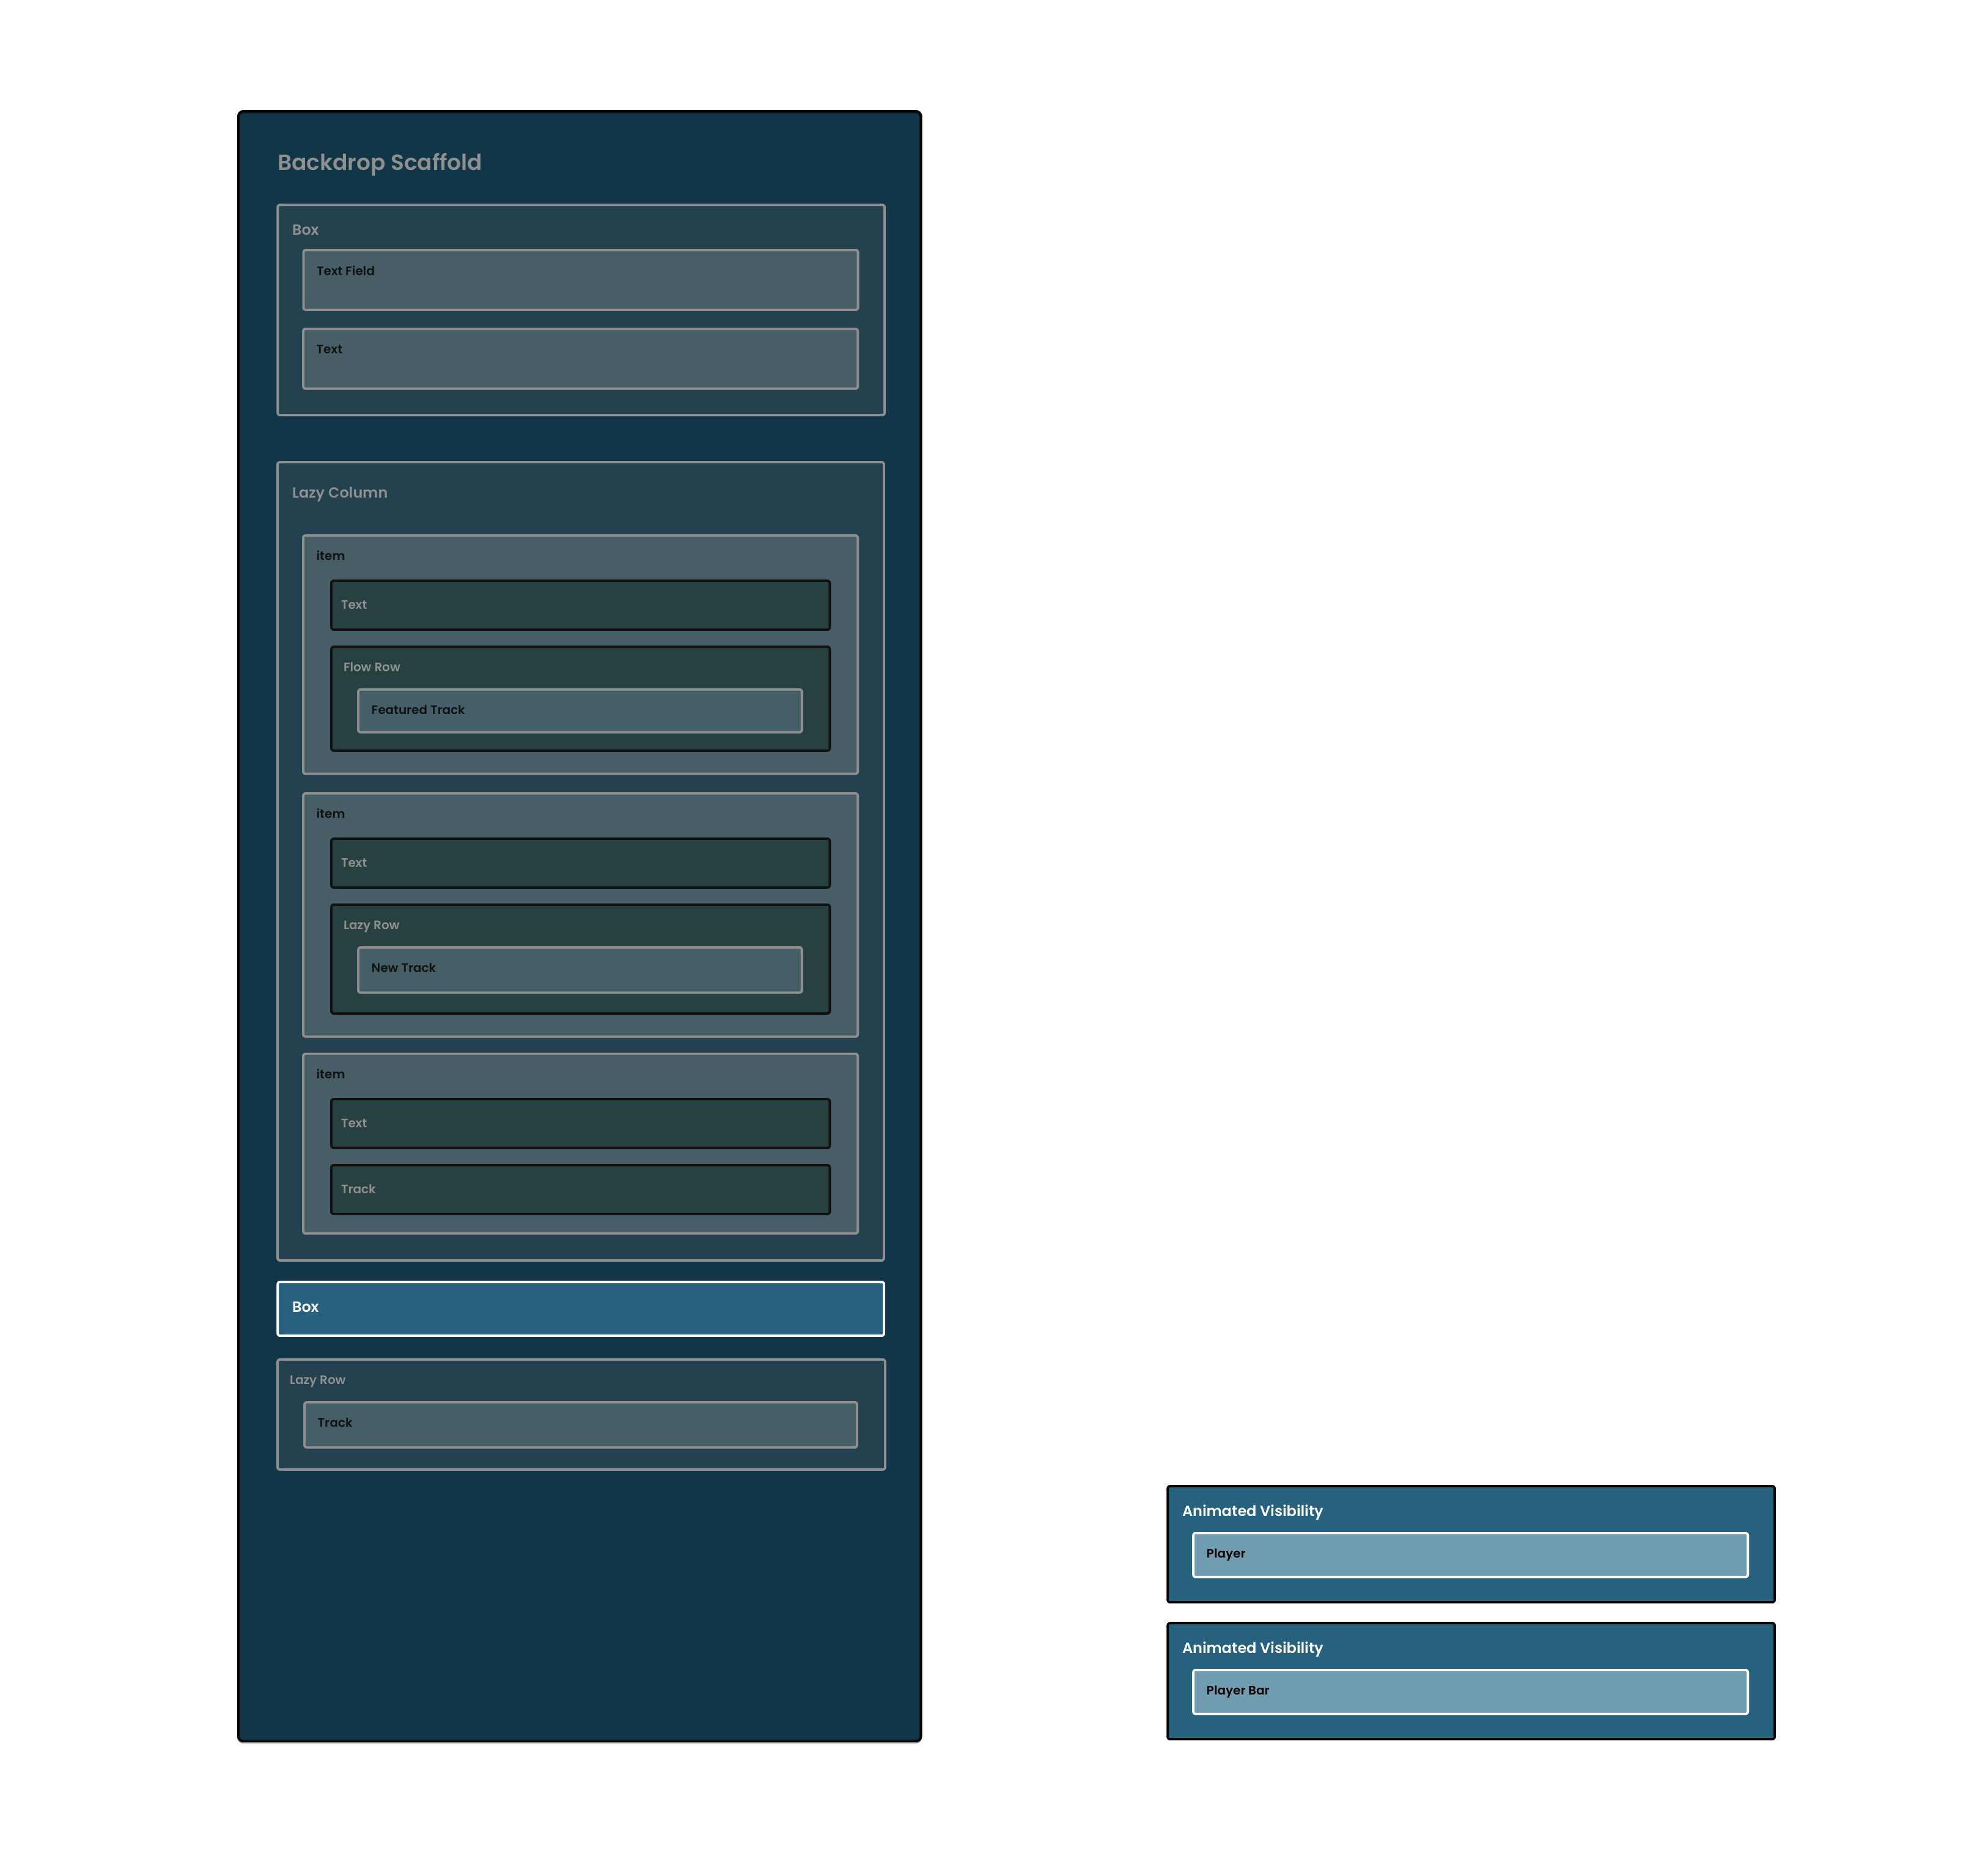 Backdrop Scaffold
Box
Text Field
Text
Lazy Column
item
Text
Flow Row
Featured Track
item
Text
Lazy Row
New Track
item
Text
Track
Box
Lazy Row
Track
Animated Visibility
Player
Animated Visibility
Player Bar